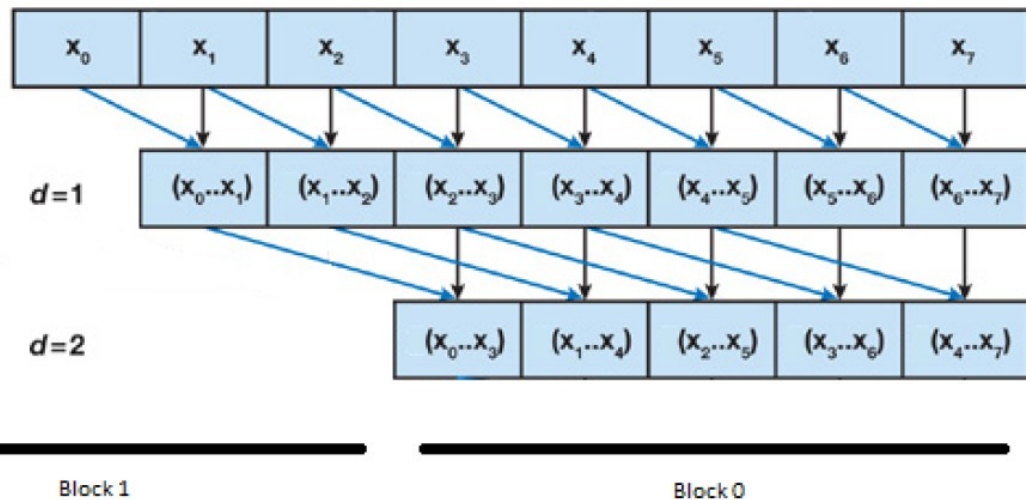 x₀ x₁ x₂ x₃ x₄ x₅ x₆ x₇
d=1 (x₀..x₁) (x₁..x₂) (x₂..x₃) (x₃..x₄) (x₄..x₅) (x₅..x₆) (x₆..x₇)
d=2 (x₀..x₃) (x₁..x₄) (x₂..x₅) (x₃..x₆) (x₄..x₇)
Block 1 Block 0